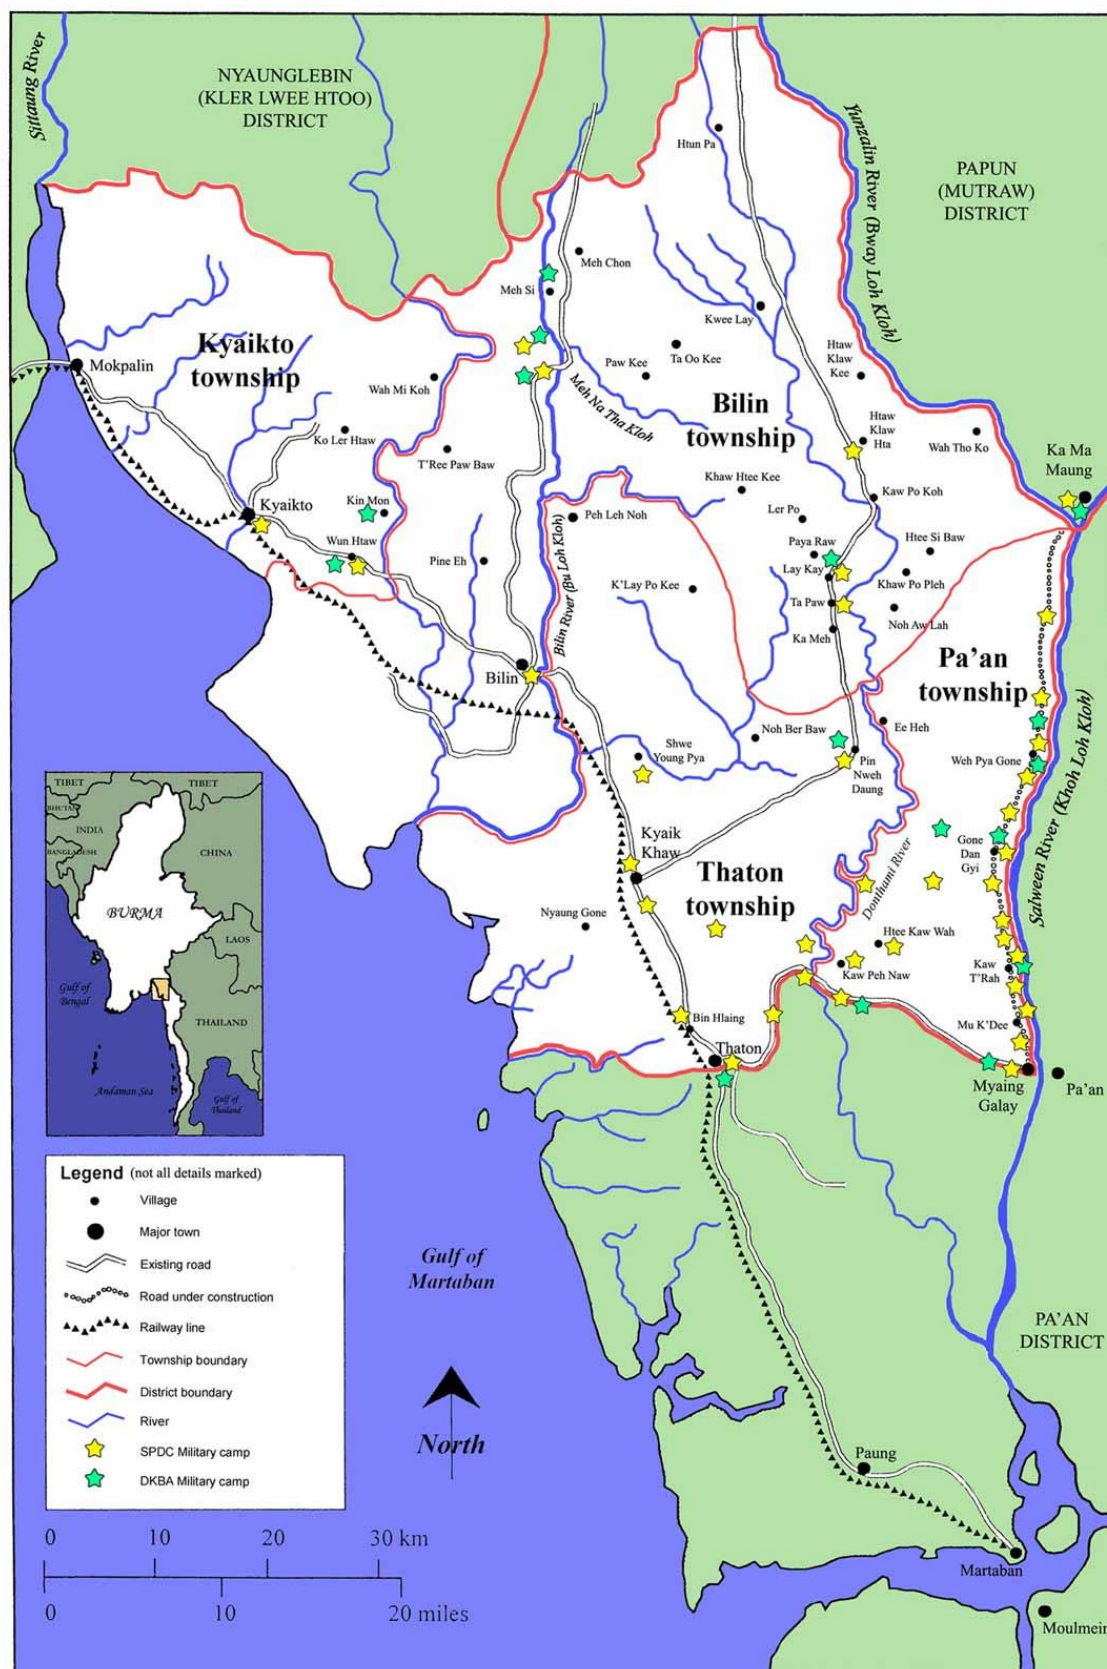 Sittaung River
NYAUNGLEBIN
(KLER LWEE HTOO)
DISTRICT
Yunzalin River (Bway Loh Kloh)
PAPUN
(MUTRAW)
DISTRICT
Htun Pa
Meh Chon
Meh Si
Kwee Lay
Kyaikto
township
Mokpalin
Ta Oo Kee
Htaw
Klaw
Kee
Paw Kee
Wah Mi Koh
Meh Na Tha Kloh
Bilin
township
Htaw
Klaw
Hta
Ko Ler Htaw
T'Ree Paw Baw
Wah Tho Ko
Ka Ma
Maung
Khaw Htee Kee
Kaw Po Koh
Kyaikto
Kin Mon
Peh Leh Noh
Ler Po
Wun Htaw
Pine Eh
Bilin River (Bu Loh Kloh)
Paya Raw
Htee Si Baw
Lay Kay
Khaw Po Pleh
K'Lay Po Kee
Ta Paw
Noh Aw Lah
Ka Meh
Pa'an
township
Bilin
Salween River (Khoh Loh Kloh)
Ee Heh
Noh Ber Baw
Shwe
Young Pya
Pin
Nweh
Daung
Weh Pya Gone
Kyaik
Khaw
Gone
Dan
Gyi
Thaton
township
Donthami River
Nyaung Gone
Htee Kaw Wah
Kaw Peh Naw
Kaw
T'Rah
Bin Hlaing
Mu K'Dee
Thaton
Myaing
Galay
Pa'an
TIBET
TIBET
BHUTAN
INDIA
BANGLADESH
CHINA
BURMA
LAOS
Gulf of
Bengal
THAILAND
Andaman Sea
Gulf of
Thailand
Legend (not all details marked)
Village
Major town
Existing road
Road under construction
Railway line
Township boundary
District boundary
River
SPDC Military camp
DKBA Military camp
Gulf of
Martaban
North
PA'AN
DISTRICT
Paung
Martaban
Moulmein
0 10 20 30 km
0 10 20 miles